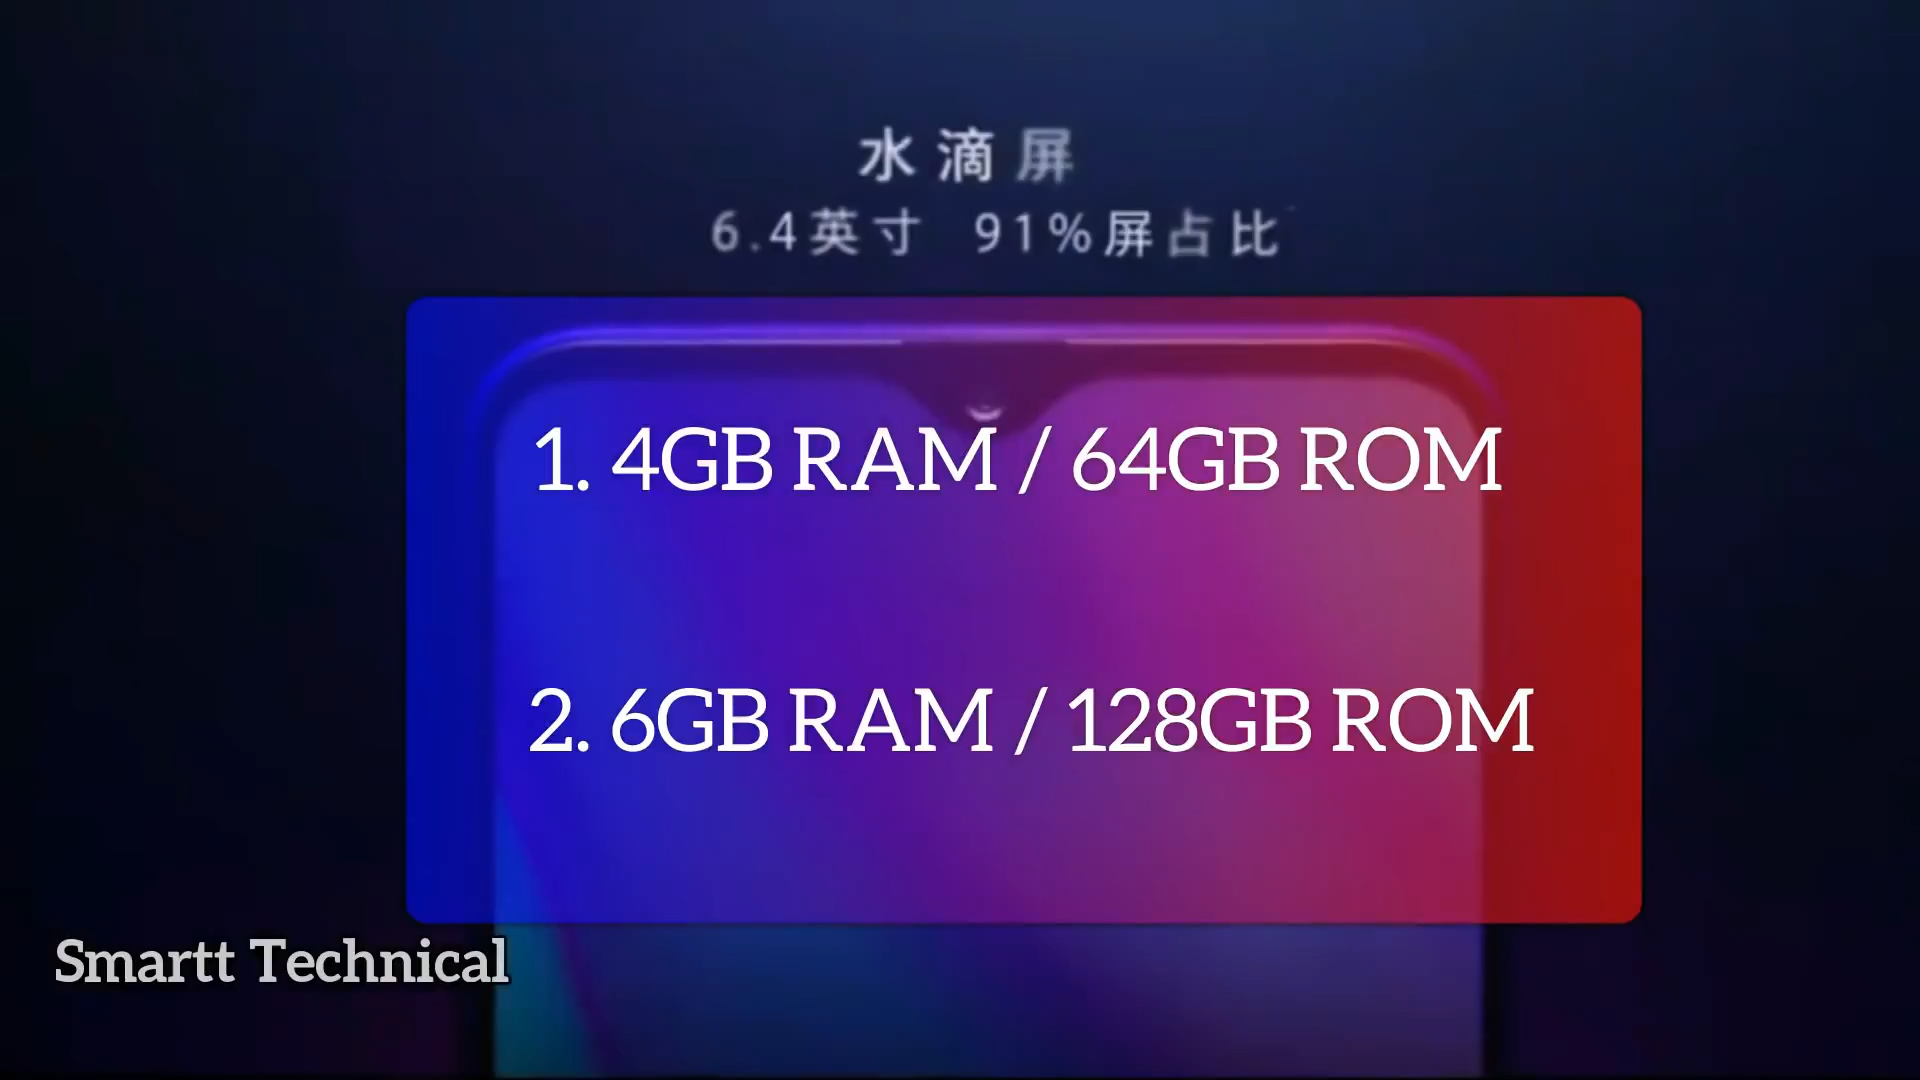 水滴屏
6.4英寸 91%屏占比
1. 4GB RAM / 64GB ROM
2. 6GB RAM / 128GB ROM
Smartt Technical